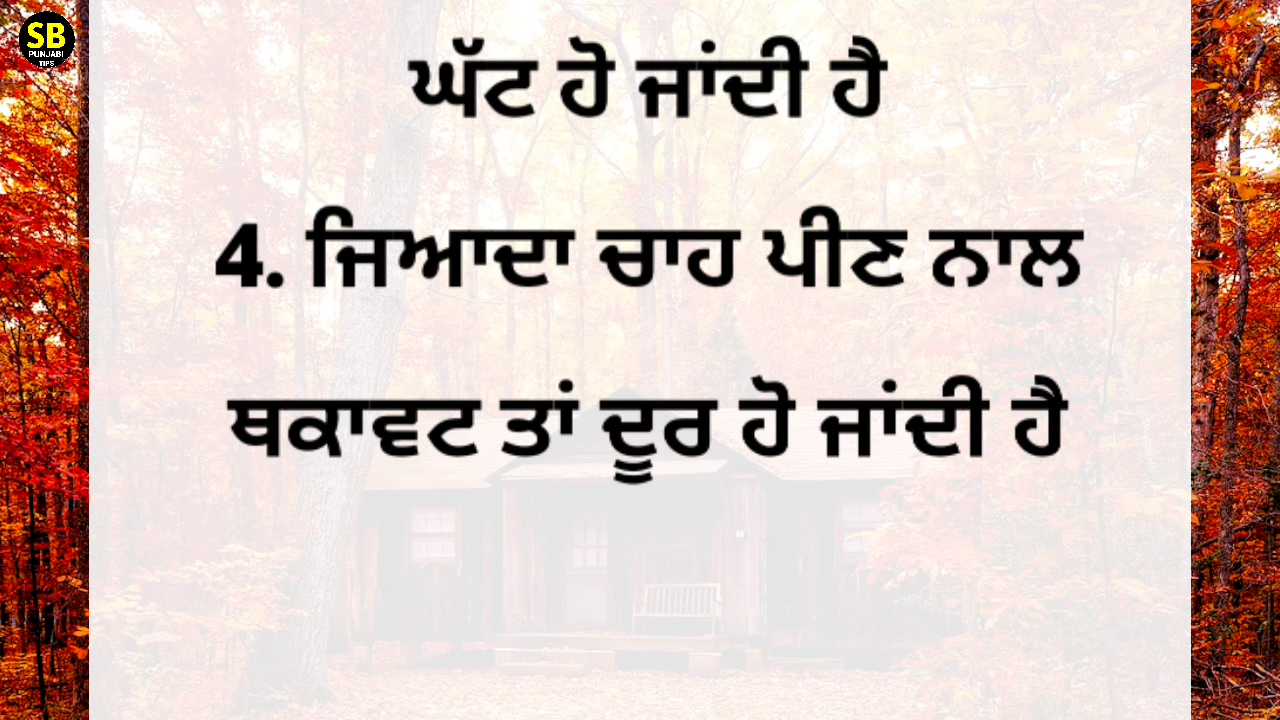 SB
PUNJABI
TIPS
ਘੱਟ ਹੋ ਜਾਂਦੀ ਹੈ
4. ਜਿਆਦਾ ਚਾਹ ਪੀਣ ਨਾਲ
ਥਕਾਵਟ ਤਾਂ ਦੂਰ ਹੋ ਜਾਂਦੀ ਹੈ